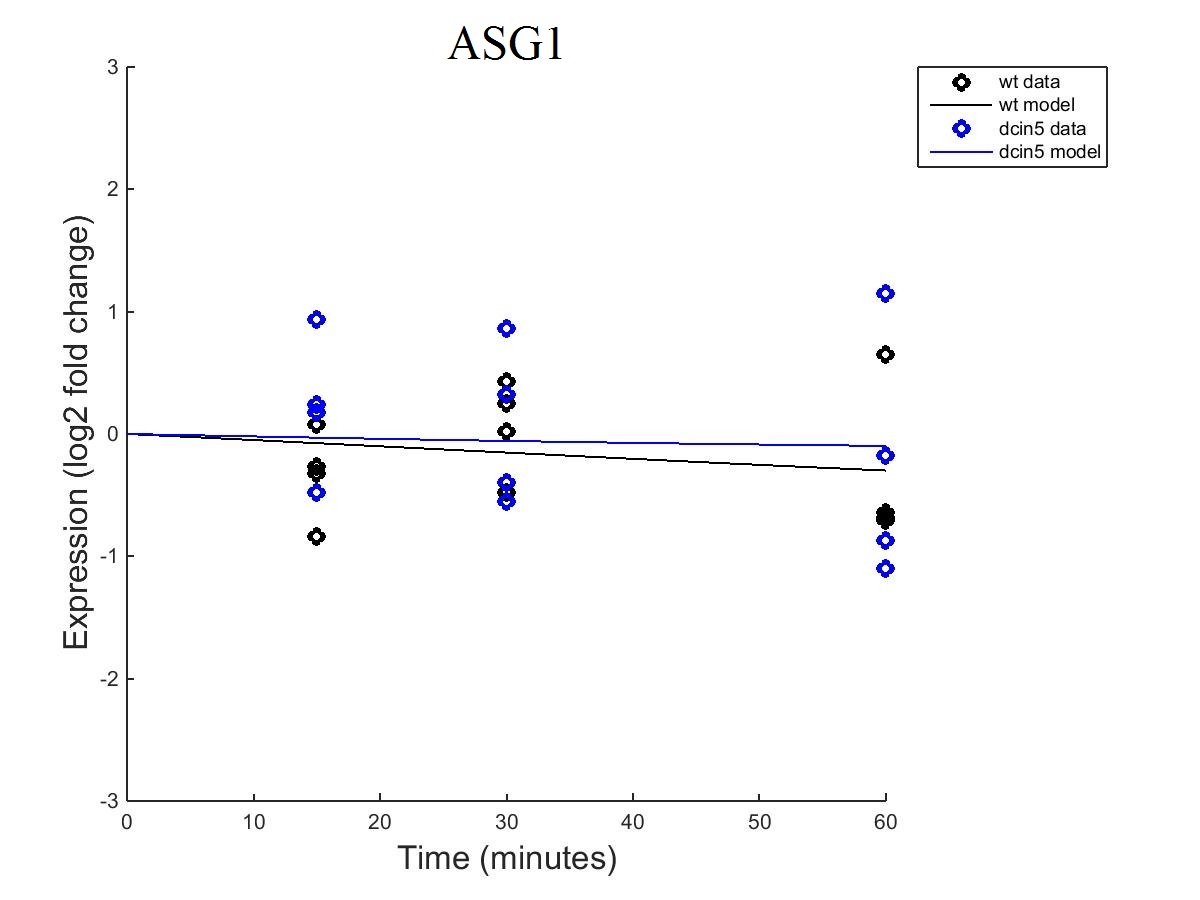 ASG1
3
2
1
0
-1
-2
-3
Expression (log2 fold change)
0 10 20 30 40 50 60
Time (minutes)
wt data
wt model
dcin5 data
dcin5 model